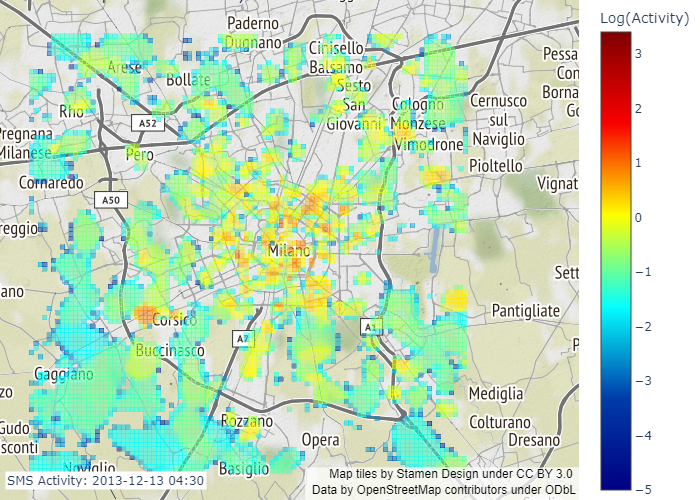 Log(Activity)
Paderno
Dugnano
Cinisello
Balsamo
Sesto
San
Giovanni
Arese
Bollate
Rho
A52
Cologno
Monzese
Vimodrone
Cernusco
sul
Naviglio
Pioltello
Pregnana
Milanese
Pero
Cornaredo
A50
Vignat
reggio
Milano
Sett
ano
Corsico
A7
A1
Pantigliate
Buccinasco
Gaggiano
Mediglia
Colturano
Dresano
Rozzano
Opera
Gudo
sconti
Noviglio
Basiglio
Pessa
Con
Borna
Go
zo
P
3
2
1
0
−1
−2
−3
−4
−5
SMS Activity: 2013-12-13 04:30
Map tiles by Stamen Design under CC BY 3.0
Data by OpenStreetMap contributors under ODbL